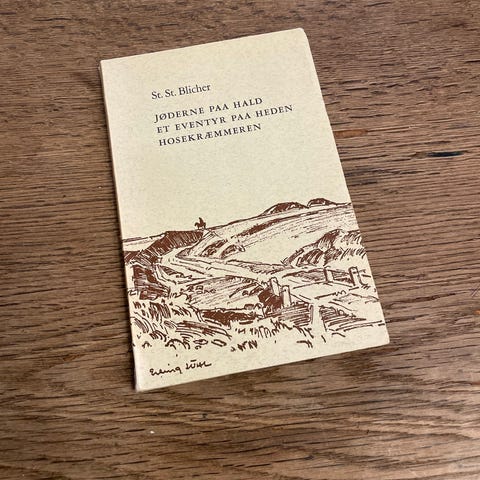 St. St. Blicher
JØDERNE PAA HALD
ET EVENTYR PAA HEDEN
HOSEKRÆMMEREN